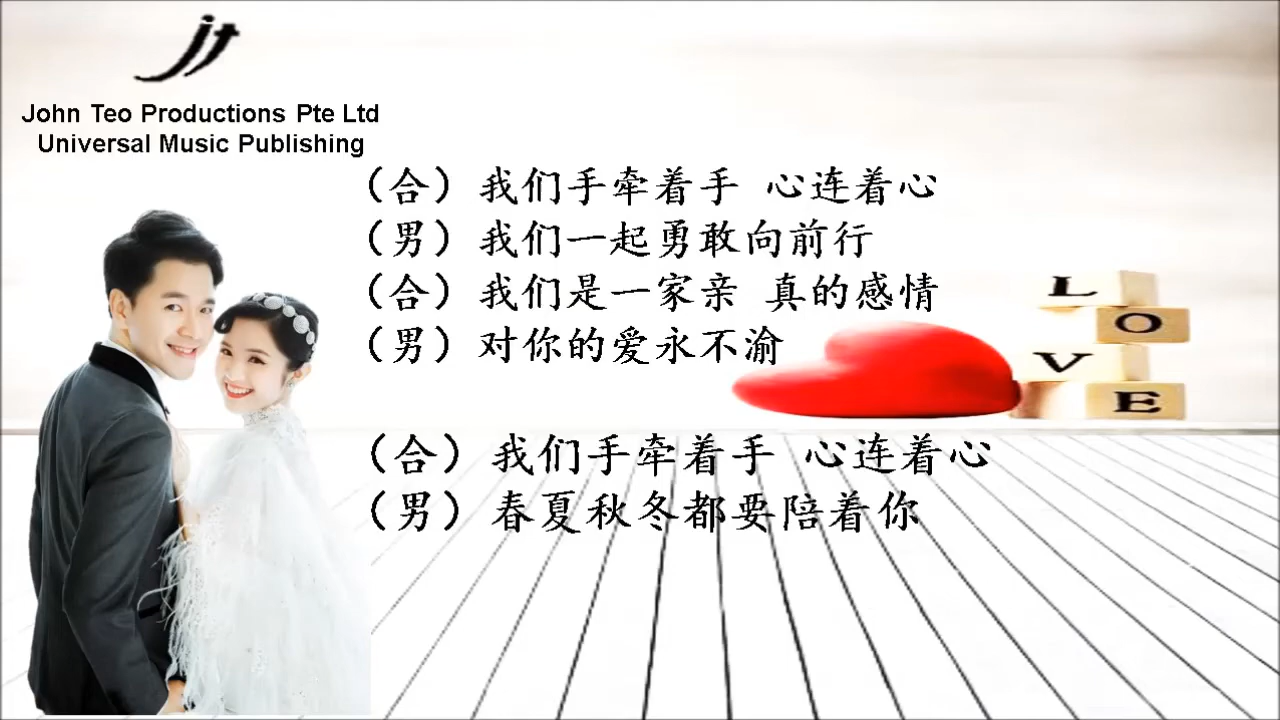 jt
John Teo Productions Pte Ltd
Universal Music Publishing
（合）我们手牵着手 心连着心
（男）我们一起勇敢向前行
（合）我们是一家亲 真的感情
（男）对你的爱永不渝
L
O
V
E
（合）我们手牵着手 心连着心
（男）春夏秋冬都要陪着你